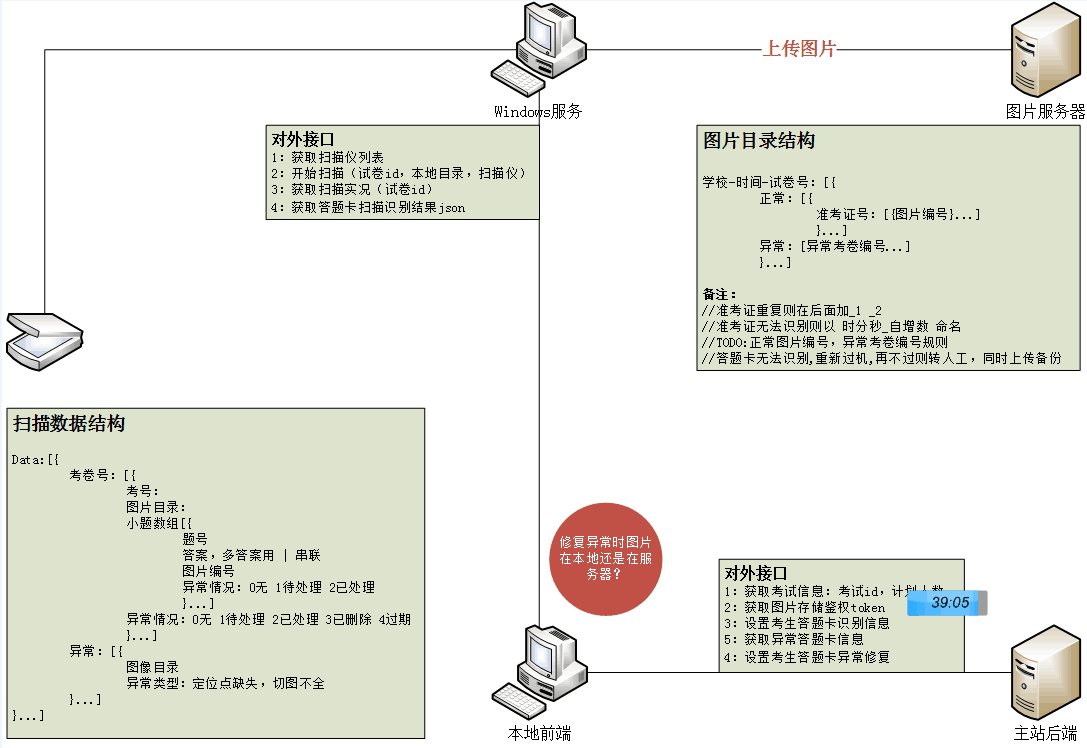 上传图片
Windows服务
图片服务器
对外接口
1：获取扫描仪列表
2：开始扫描（试卷id，本地目录，扫描仪）
3：获取扫描实况（试卷id）
4：获取答题卡扫描识别结果json
图片目录结构
学校-时间-试卷号：[{
正常：[{
准考证号：[{图片编号}...]
}...]
异常：[异常考卷编号...]
}...]
备注：
//准考证重复则在后面加_1 _2
//准考证无法识别则以 时分秒_自增数 命名
//TODO:正常图片编号，异常考卷编号规则
//答题卡无法识别,重新过机,再不过则转人工，同时上传备份
扫描数据结构
Data:[{
考卷号：[{
考号：
图片目录：
小题数组[{
题号
答案，多答案用 | 串联
图片编号
异常情况：0无 1待处理 2已处理
}...]
异常情况：0无 1待处理 2已处理 3已删除 4过期
}...]
异常：[{
图像目录
异常类型：定位点缺失，切图不全
}...]
}...]
修复异常时图片
在本地还是在服
务器？
对外接口
1：获取考试信息：考试id，计划人数
2：获取图片存储鉴权token
39:05
3：设置考生答题卡识别信息
5：获取异常答题卡信息
4：设置考生答题卡异常修复
本地前端
主站后端